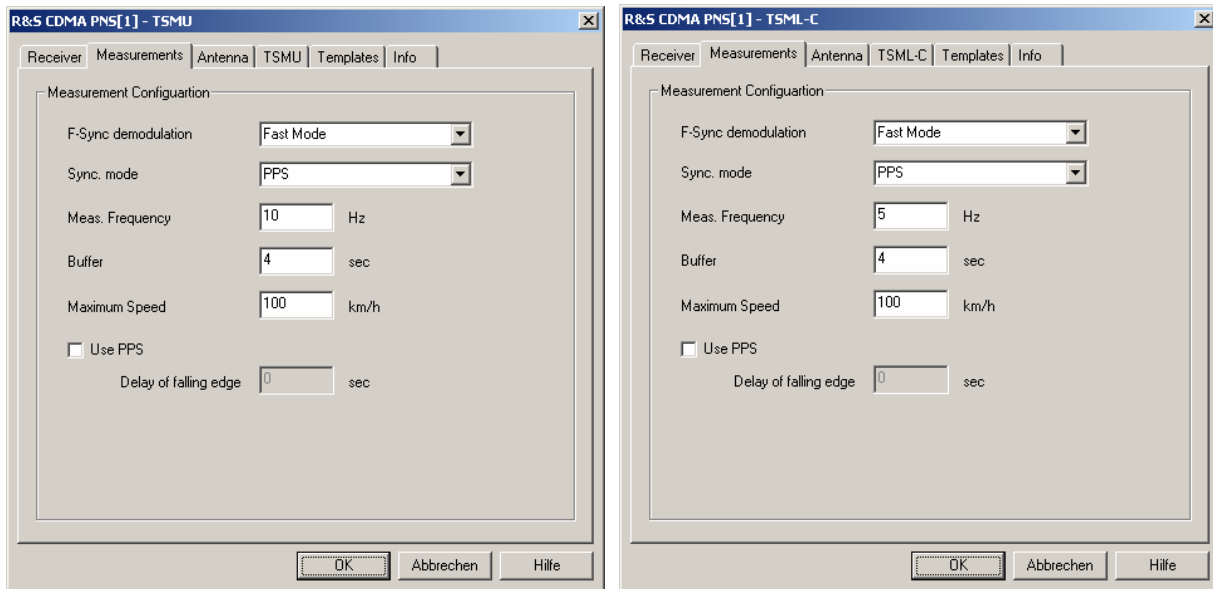 R&S CDMA PNS[1] - TSMU
Receiver Measurements Antenna TSMU Templates Info
Measurement Configuartion
F-Sync demodulation Fast Mode
Sync. mode PPS
Meas. Frequency 10 Hz
Buffer 4 sec
Maximum Speed 100 km/h
Use PPS
Delay of falling edge 0 sec
OK Abbrechen Hilfe
R&S CDMA PNS[1] - TSML-C
Receiver Measurements Antenna TSML-C Templates Info
Measurement Configuartion
F-Sync demodulation Fast Mode
Sync. mode PPS
Meas. Frequency 5 Hz
Buffer 4 sec
Maximum Speed 100 km/h
Use PPS
Delay of falling edge 0 sec
OK Abbrechen Hilfe